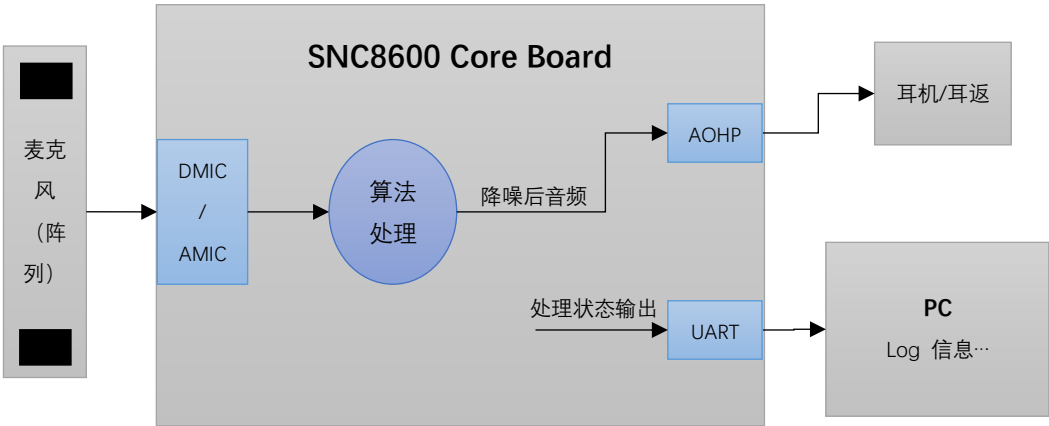 SNC8600 Core Board
麦克
风
（阵
列）
DMIC
/
AMIC
算法
处理
降噪后音频
AOHP
耳机/耳返
处理状态输出
UART
PC
Log 信息…